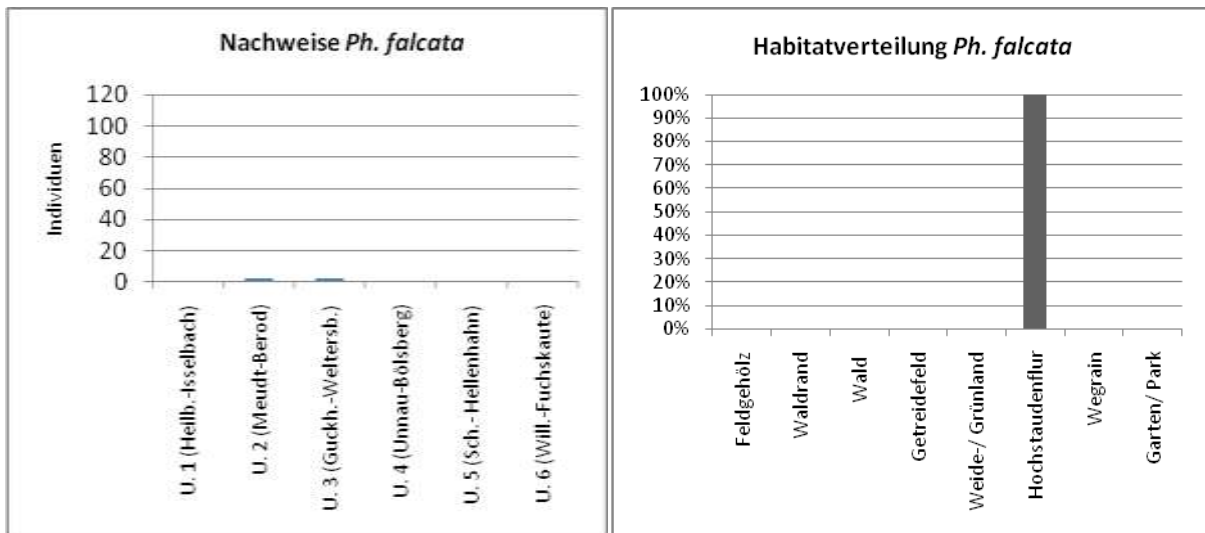 Nachweise Ph. falcata
120
100
80
60
40
20
0
Individuen
U. 1 (Heilb.-Isselbach)
U. 2 (Meudt-Berod)
U. 3 (Guckh.-Weltersb.)
U. 4 (Unnau-Bölsberg)
U. 5 (Sch.- Hellenhahn)
U. 6 (Will.-Fuchskaute)
Habitatverteilung Ph. falcata
100%
90%
80%
70%
60%
50%
40%
30%
20%
10%
0%
Feldgehölz
Waldrand
Wald
Getreidefeld
Weide-/ Grünland
Hochstaudenflur
Wegrain
Garten/ Park